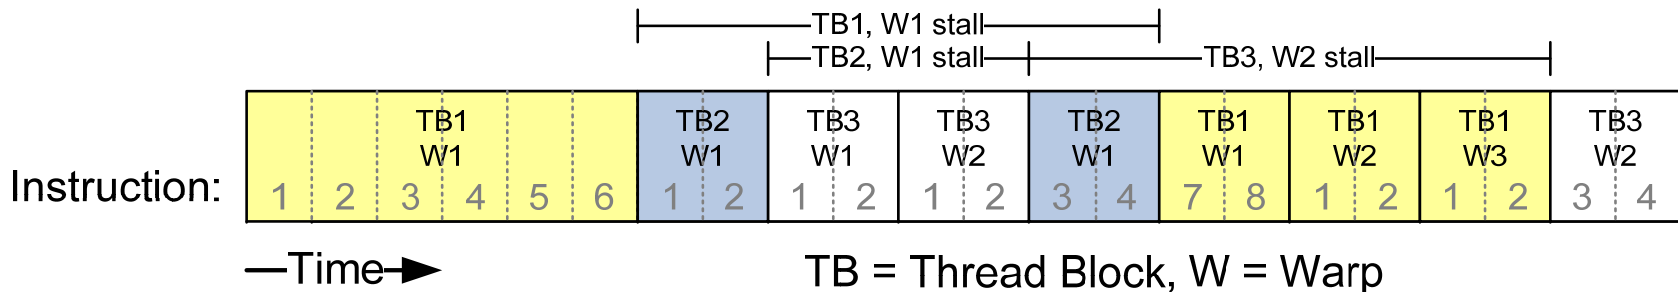 TB1, W1 stall
TB2, W1 stall TB3, W2 stall
TB1 TB2 TB3 TB3 TB2 TB1 TB1 TB1 TB3
W1 W1 W1 W2 W1 W1 W2 W3 W2
Instruction: 1 2 3 4 5 6 1 2 1 2 1 2 3 4 7 8 1 2 1 2 3 4
Time
TB = Thread Block, W = Warp